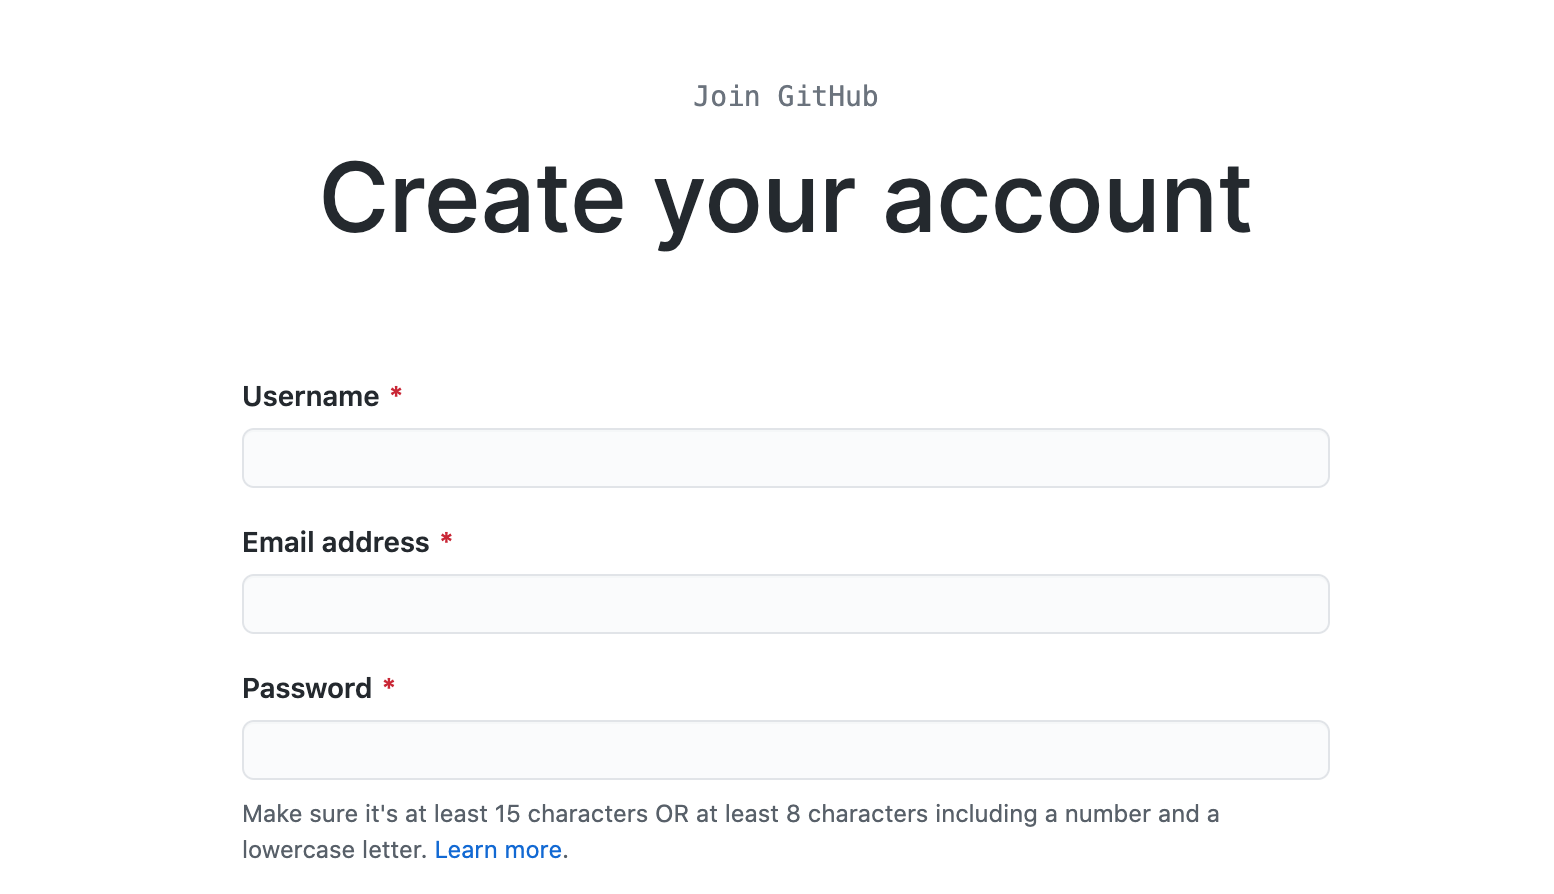 Join GitHub
Create your account
Username *
Email address *
Password *
Make sure it's at least 15 characters OR at least 8 characters including a number and a
lowercase letter. Learn more.